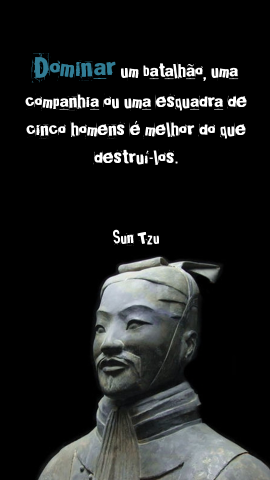 Dominar um batalhão, uma
companhia ou uma esquadra de
cinco homens é melhor do que
destruí-los.
Sun Tzu